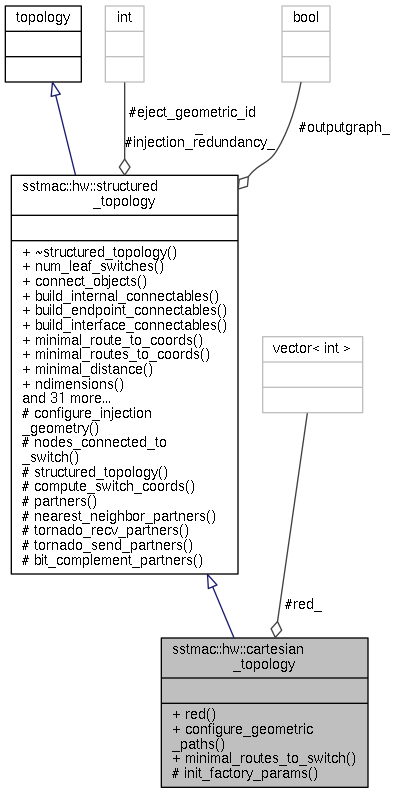 topology
int
bool
#eject_geometric_id
_
#injection_redundancy_
#outputgraph_
sstmac::hw::structured
_topology
+ ~structured_topology()
+ num_leaf_switches()
+ connect_objects()
+ build_internal_connectables()
+ build_endpoint_connectables()
+ build_interface_connectables()
+ minimal_route_to_coords()
+ minimal_routes_to_coords()
+ minimal_distance()
+ ndimensions()
and 31 more...
# configure_injection
_geometry()
# nodes_connected_to
_switch()
# structured_topology()
# compute_switch_coords()
# partners()
# nearest_neighbor_partners()
# tornado_recv_partners()
# tornado_send_partners()
# bit_complement_partners()
vector< int >
#red_
sstmac::hw::cartesian
_topology
+ red()
+ configure_geometric
_paths()
+ minimal_routes_to_switch()
# init_factory_params()